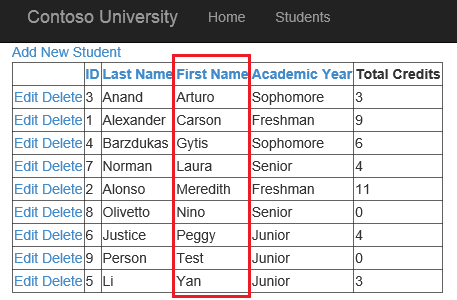 Contoso University Home Students
Add New Student
ID Last Name First Name Academic Year Total Credits
Edit Delete 3 Anand Arturo Sophomore 3
Edit Delete 1 Alexander Carson Freshman 9
Edit Delete 4 Barzdukas Gytis Sophomore 6
Edit Delete 7 Norman Laura Senior 4
Edit Delete 2 Alonso Meredith Freshman 11
Edit Delete 8 Olivetto Nino Senior 0
Edit Delete 6 Justice Peggy Junior 4
Edit Delete 9 Person Test Junior 0
Edit Delete 5 Li Yan Junior 3